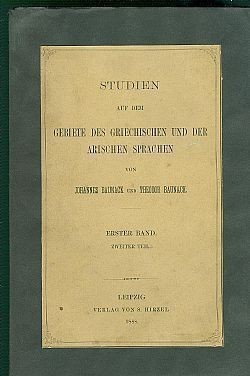 STUDIEN
AUF DEM
GEBIETE DES GRIECHISCHEN UND DER
ARISCHEN SPRACHEN
VON
JOHANNES BAUNACK UND THEODOR BAUNACK.
ERSTER BAND.
ZWEITER TEIL.
LEIPZIG
VERLAG VON S. HIRZEL
1888.